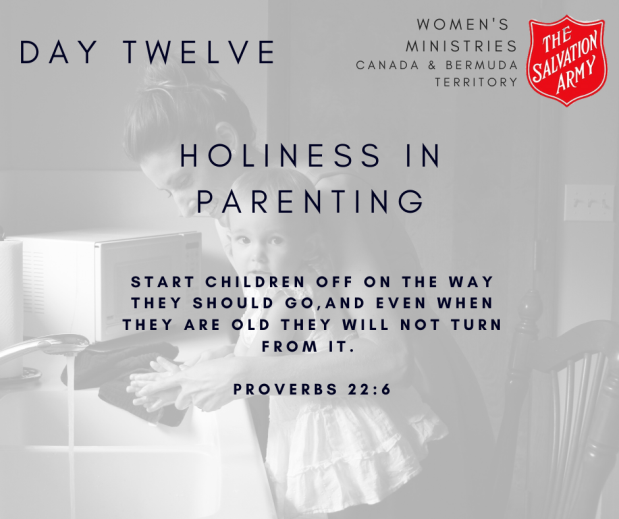 DAY TWELVE
WOMEN'S
MINISTRIES
CANADA & BERMUDA
TERRITORY
THE
SALVATION
ARMY
HOLINESS IN
PARENTING
START CHILDREN OFF ON THE WAY
THEY SHOULD GO,AND EVEN WHEN
THEY ARE OLD THEY WILL NOT TURN
FROM IT.
PROVERBS 22:6